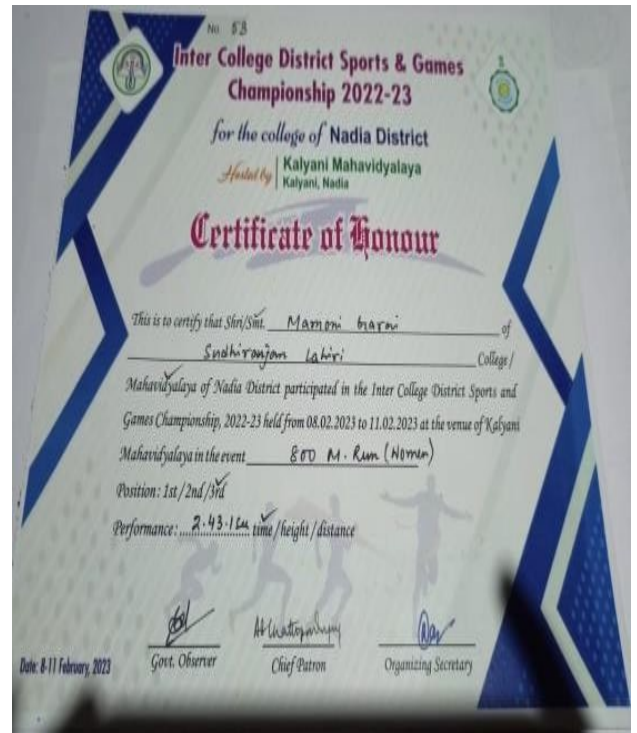 No. 53
Inter College District Sports & Games
Championship 2022-23
for the college of Nadia District
Hosted by Kalyani Mahavidyalaya
Kalyani, Nadia
Certificate of Honour
This is to certify that Shri/Smt. Mamoni of
Sudhiranjan Lahiri College /
Mahavidyalaya of Nadia District participated in the Inter College District Sports and
Games Championship, 2022-23 held from 08.02.2023 to 11.02.2023 at the venue of Kalyani
Mahavidyalaya in the event 800 M. Run (Women)
Position: 1st / 2nd / 3rd
Performance: 2.43.1 time / height / distance
Govt. Observer
Chief Patron
Organizing Secretary
Date: 8-11 February, 2023